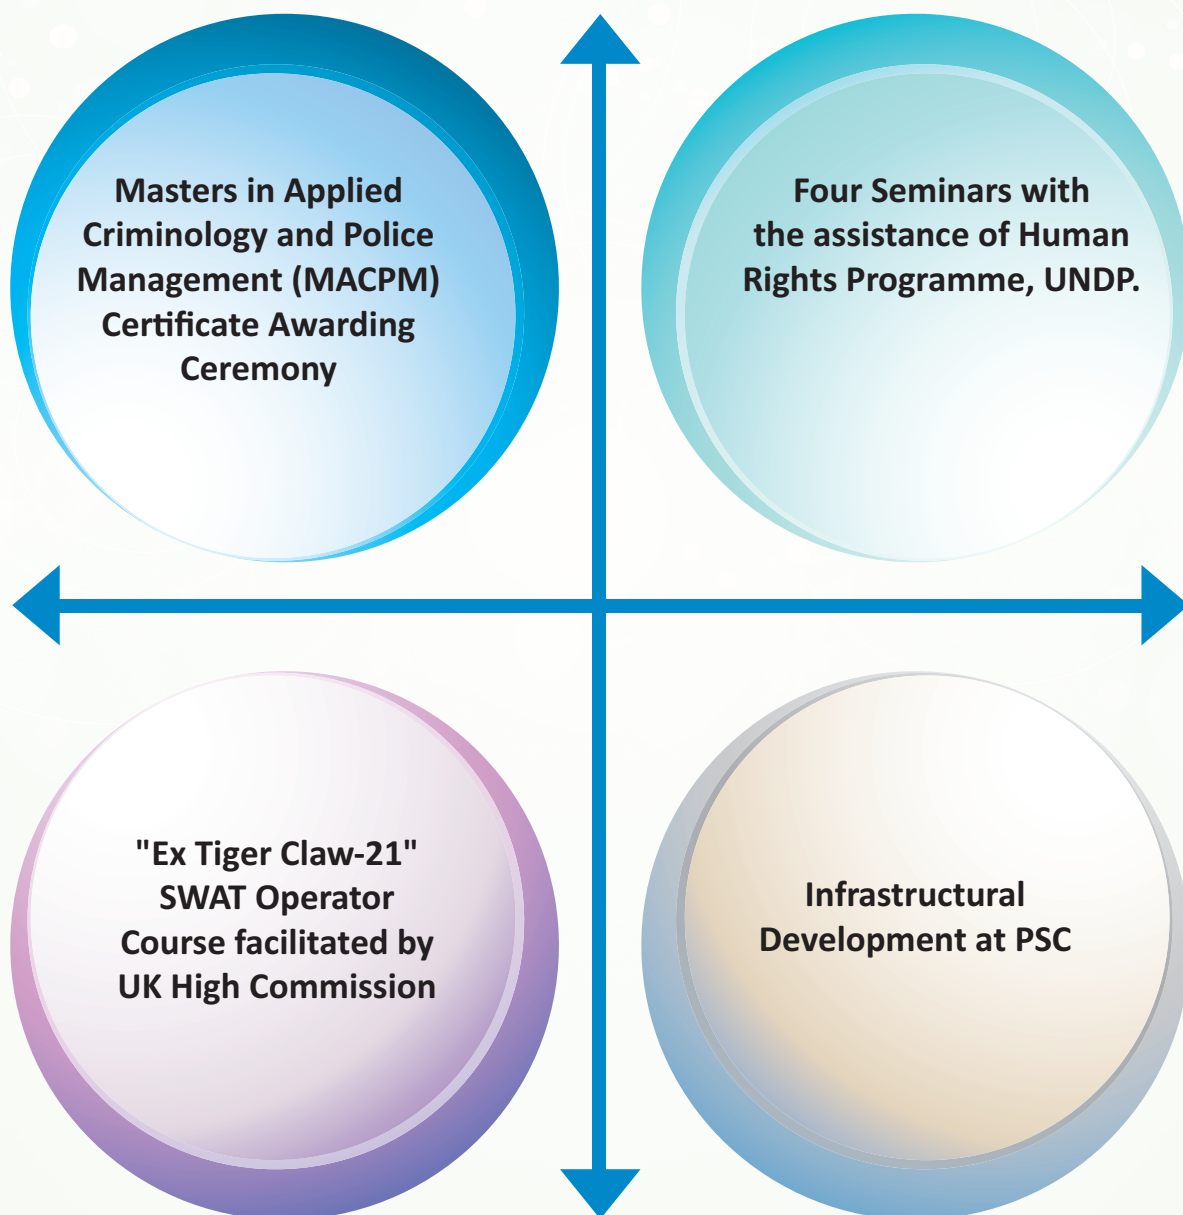 Masters in Applied
Criminology and Police
Management (MACPM)
Certificate Awarding
Ceremony
Four Seminars with
the assistance of Human
Rights Programme, UNDP.
"Ex Tiger Claw-21"
SWAT Operator
Course facilitated by
UK High Commission
Infrastructural
Development at PSC